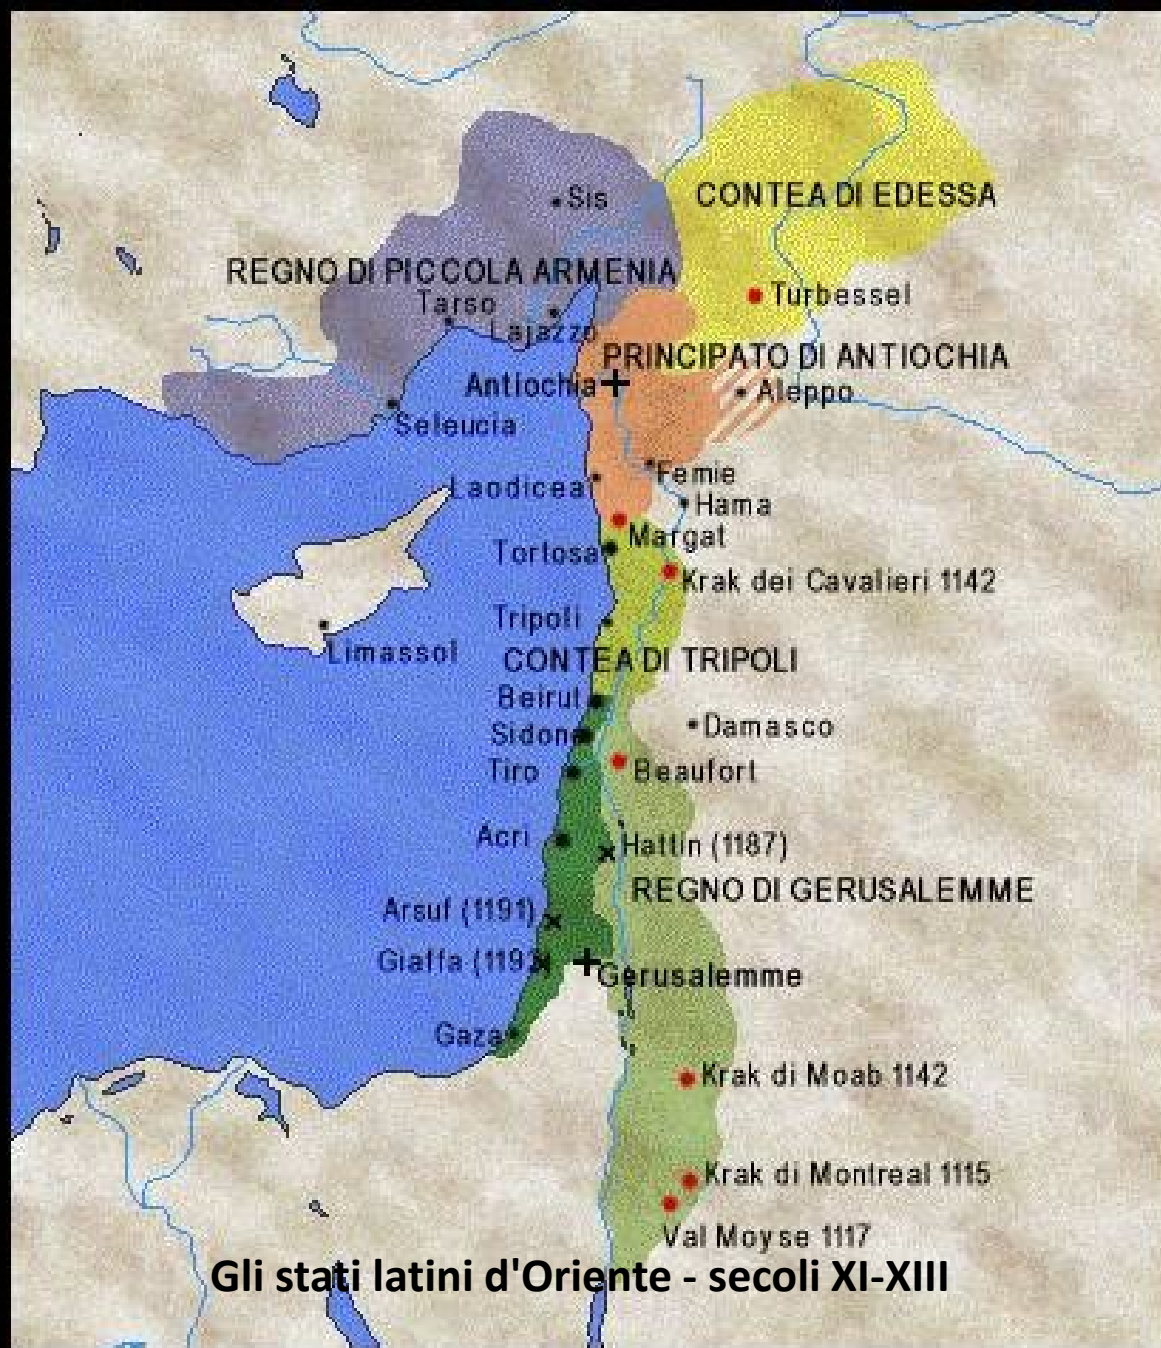 Sis
CONTEA DI EDESSA
REGNO DI PICCOLA ARMENIA
Turbessel
Tarso
Lajazzo
PRINCIPATO DI ANTIOCHIA
Antiochia
Aleppo
Seleucia
Femie
Laodicea
Hama
Margat
Tortosa
Krak dei Cavalieri 1142
Tripoli
Limassol
CONTEA DI TRIPOLI
Beirut
Damasco
Sidone
Tiro
Beaufort
Acri
Hattin (1187)
REGNO DI GERUSALEMME
Arsuf (1191)
Giaffa
Gerusalemme
Gaza
Krak di Moab 1142
Krak di Montreal 1115
Val Moyse 1117
Gli stati latini d'Oriente - secoli XI-XIII